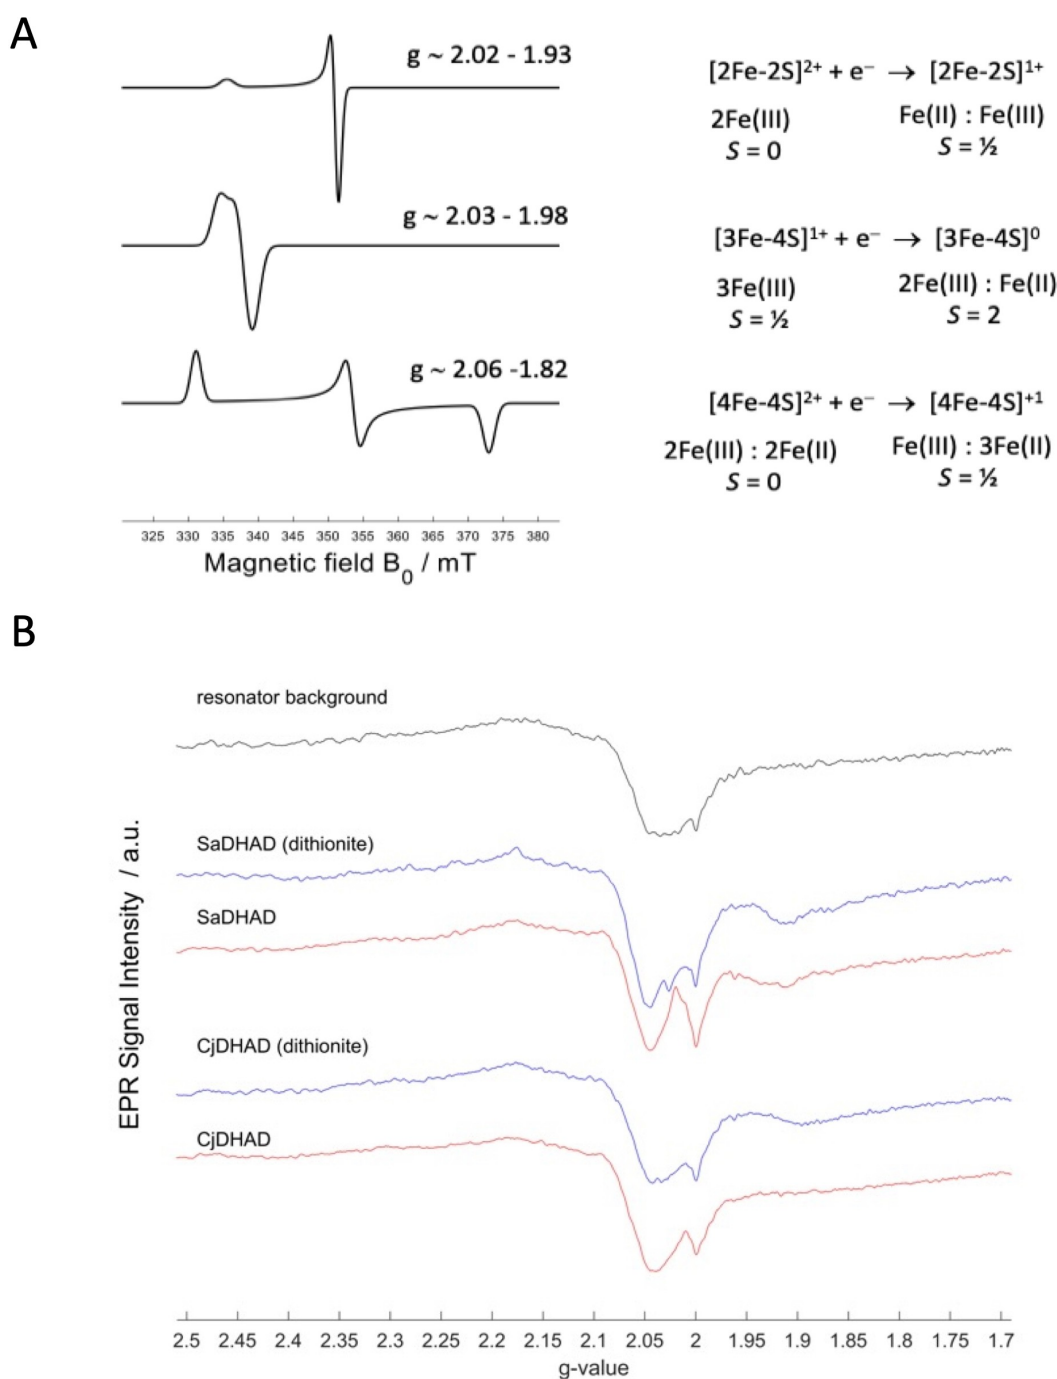 A
g ~ 2.02 - 1.93
[2Fe-2S]²⁺ + e⁻ → [2Fe-2S]¹⁺
2Fe(III) Fe(II) : Fe(III)
S = 0 S = ½
g ~ 2.03 - 1.98
[3Fe-4S]¹⁺ + e⁻ → [3Fe-4S]⁰
3Fe(III) 2Fe(III) : Fe(II)
S = ½ S = 2
g ~ 2.06 -1.82
[4Fe-4S]²⁺ + e⁻ → [4Fe-4S]⁺¹
2Fe(III) : 2Fe(II) Fe(III) : 3Fe(II)
S = 0 S = ½
325 330 335 340 345 350 355 360 365 370 375 380
Magnetic field B₀ / mT
B
resonator background
SaDHAD (dithionite)
SaDHAD
CjDHAD (dithionite)
CjDHAD
EPR Signal Intensity / a.u.
2.5 2.45 2.4 2.35 2.3 2.25 2.2 2.15 2.1 2.05 2 1.95 1.9 1.85 1.8 1.75 1.7
g-value